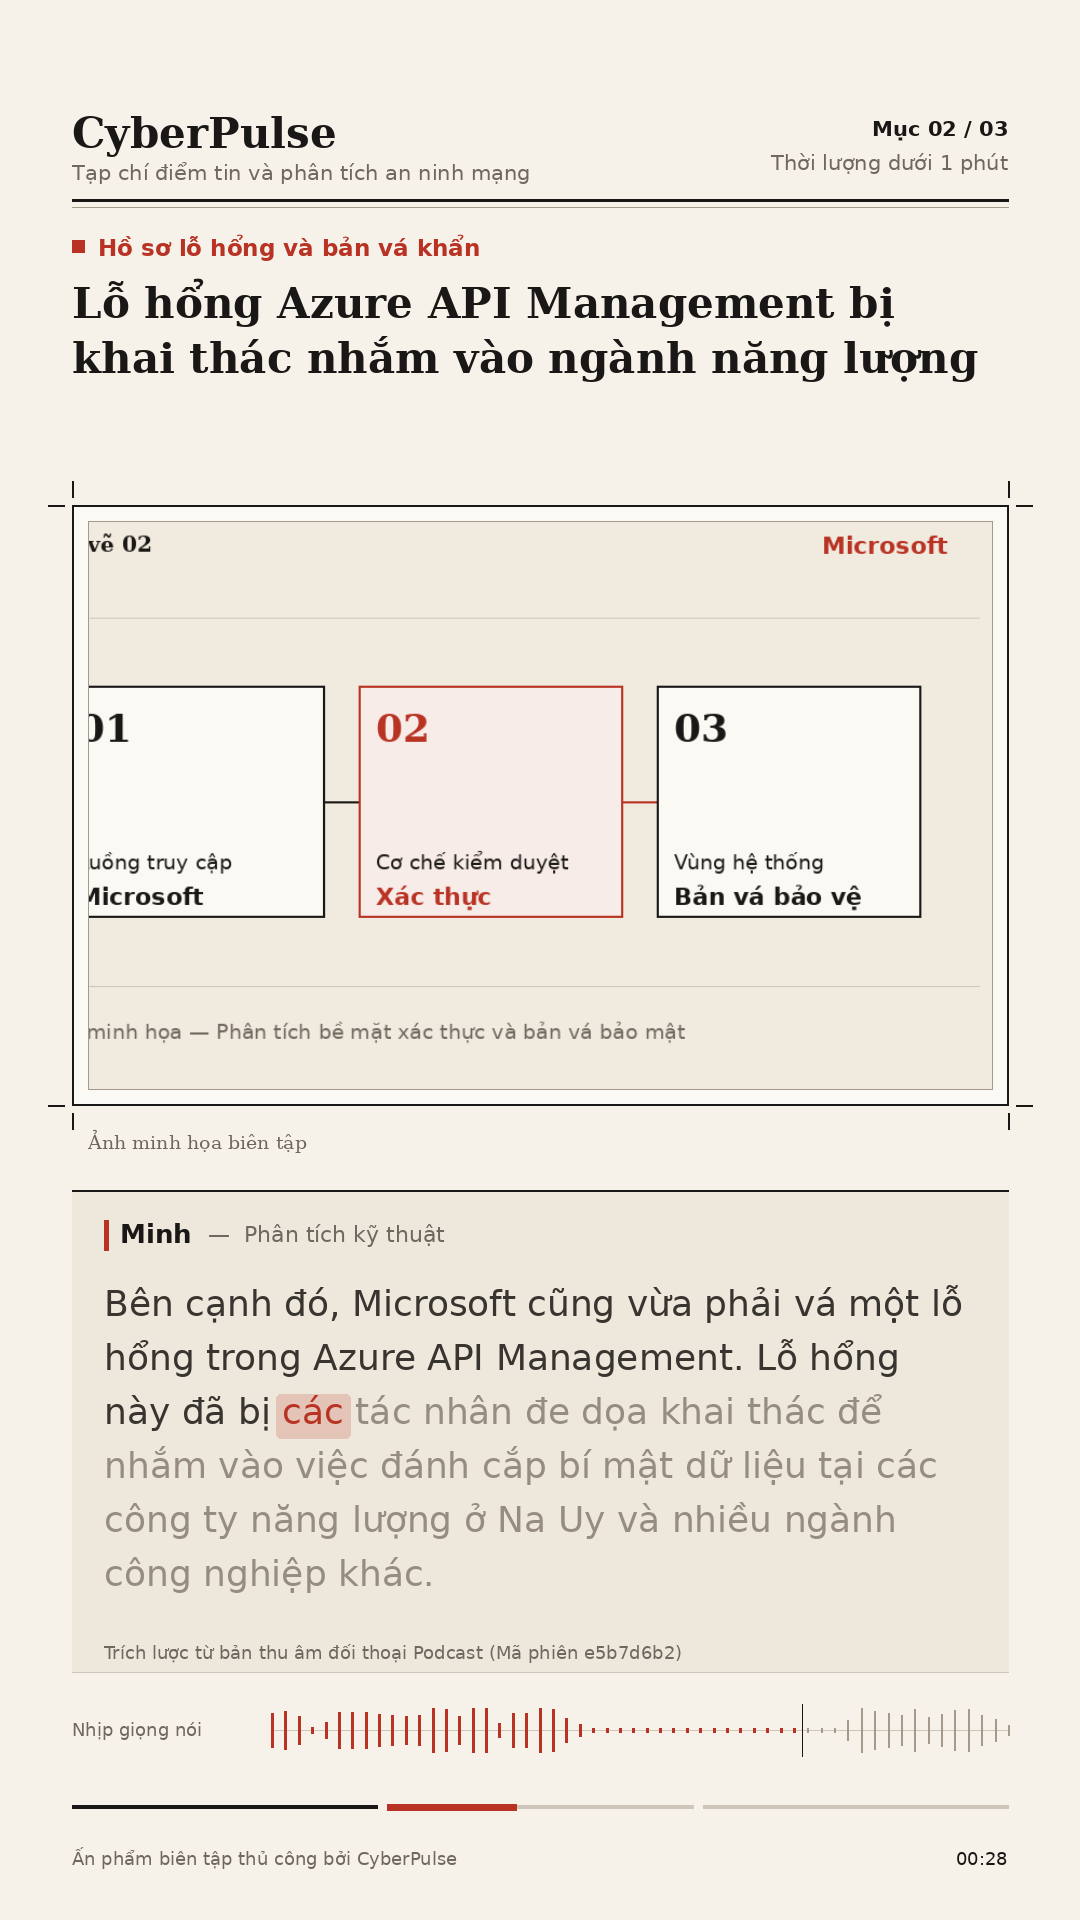 CyberPulse
Tạp chí điểm tin và phân tích an ninh mạng
Mục 02 / 03
Thời lượng dưới 1 phút
Hồ sơ lỗ hổng và bản vá khẩn
Lỗ hổng Azure API Management bị
khai thác nhắm vào ngành năng lượng
vẽ 02
Microsoft
01
uồng truy cập
Microsoft
02
Cơ chế kiểm duyệt
Xác thực
03
Vùng hệ thống
Bản vá bảo vệ
minh họa — Phân tích bề mặt xác thực và bản vá bảo mật
Ảnh minh họa biên tập
Minh — Phân tích kỹ thuật
Bên cạnh đó, Microsoft cũng vừa phải vá một lỗ
hổng trong Azure API Management. Lỗ hổng
này đã bị các tác nhân đe dọa khai thác để
nhắm vào việc đánh cắp bí mật dữ liệu tại các
công ty năng lượng ở Na Uy và nhiều ngành
công nghiệp khác.
Trích lược từ bản thu âm đối thoại Podcast (Mã phiên e5b7d6b2)
Nhịp giọng nói
Ấn phẩm biên tập thủ công bởi CyberPulse
00:28